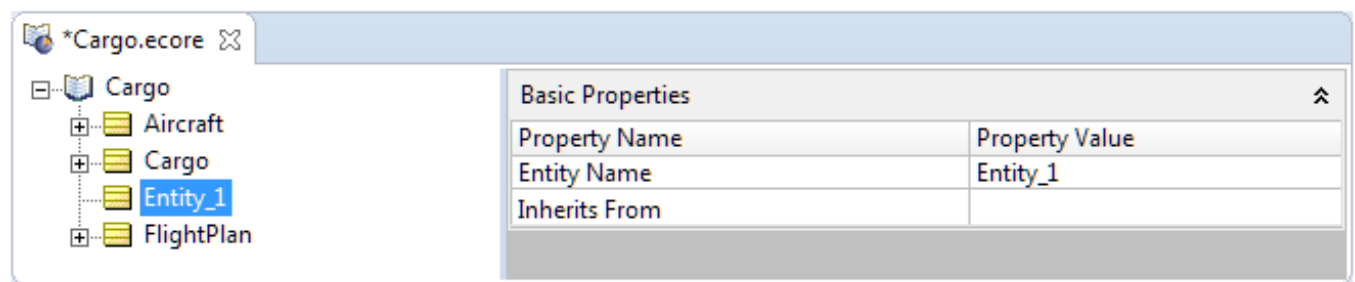 *Cargo.ecore
Cargo
Aircraft
Cargo
Entity_1
FlightPlan
Basic Properties
Property Name Property Value
Entity Name Entity_1
Inherits From